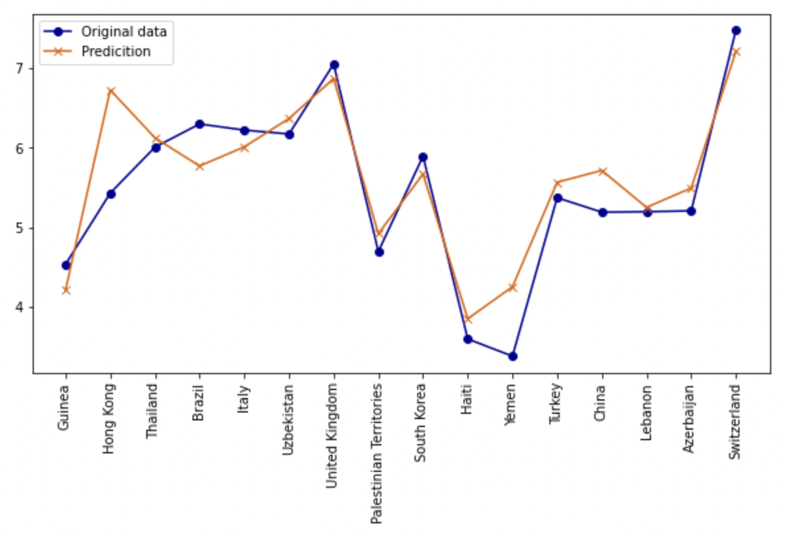 Original data
Predicition
7
6
5
4
Guinea
Hong Kong
Thailand
Brazil
Italy
Uzbekistan
United Kingdom
Palestinian Territories
South Korea
Haiti
Yemen
Turkey
China
Lebanon
Azerbaijan
Switzerland